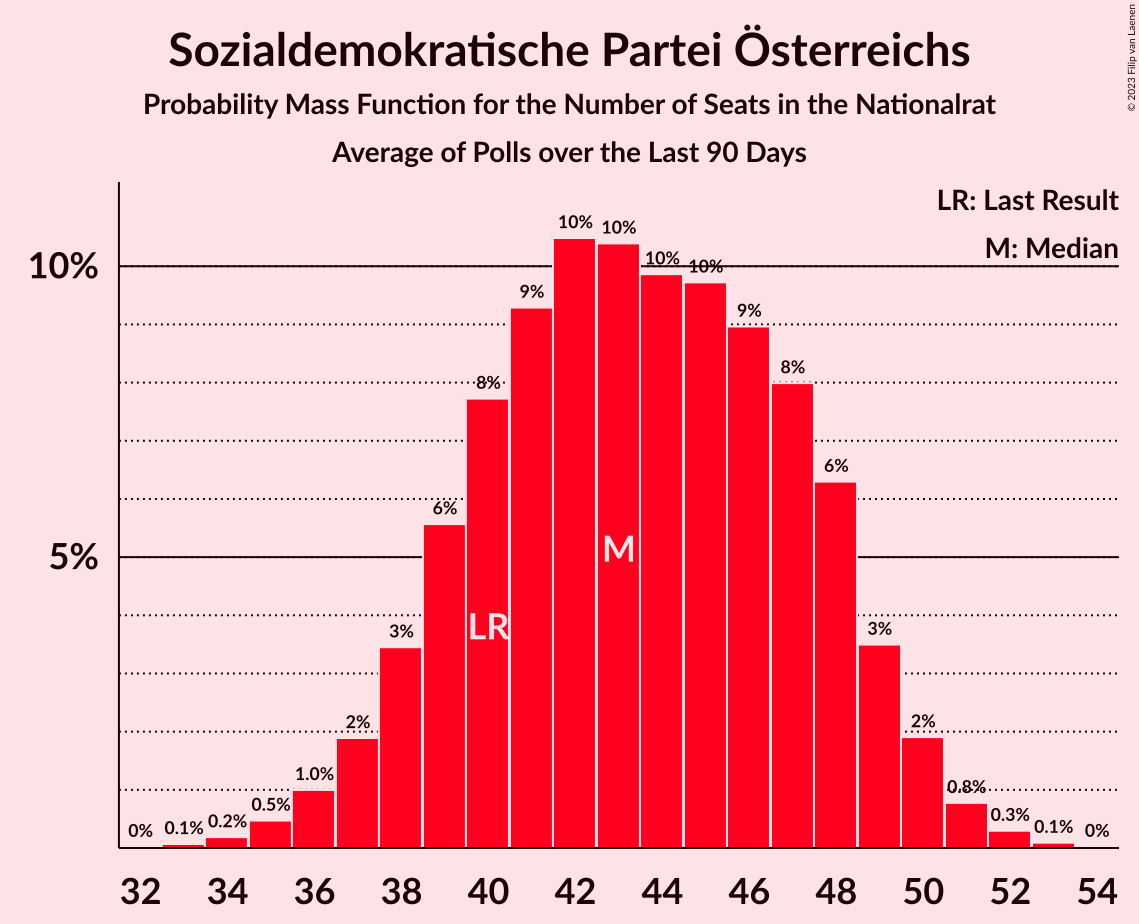 Sozialdemokratische Partei Österreichs
Probability Mass Function for the Number of Seats in the Nationalrat
Average of Polls over the Last 90 Days
© 2023 Filip van Laenen
LR: Last Result
M: Median
10%
5%
0%
0.1%
0.2%
0.5%
1.0%
2%
3%
6%
8%
9%
10%
10%
10%
10%
9%
8%
6%
3%
2%
0.8%
0.3%
0.1%
0%
LR
M
32 34 36 38 40 42 44 46 48 50 52 54